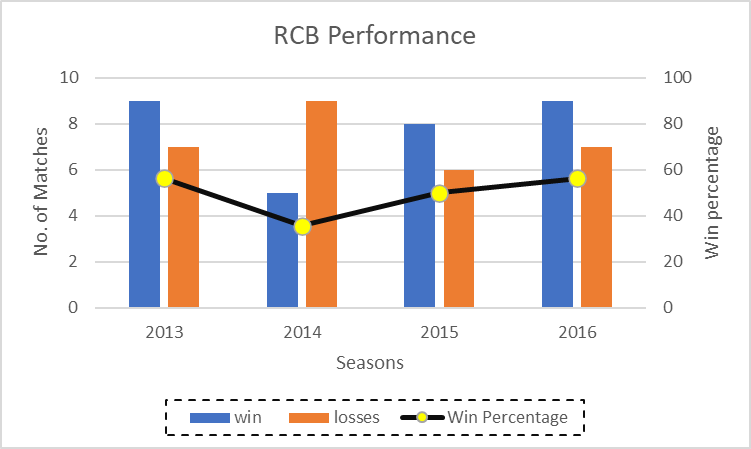 RCB Performance
10
8
6
4
2
0
No. of Matches
100
80
60
40
20
0
Win percentage
2013 2014 2015 2016
Seasons
win losses Win Percentage